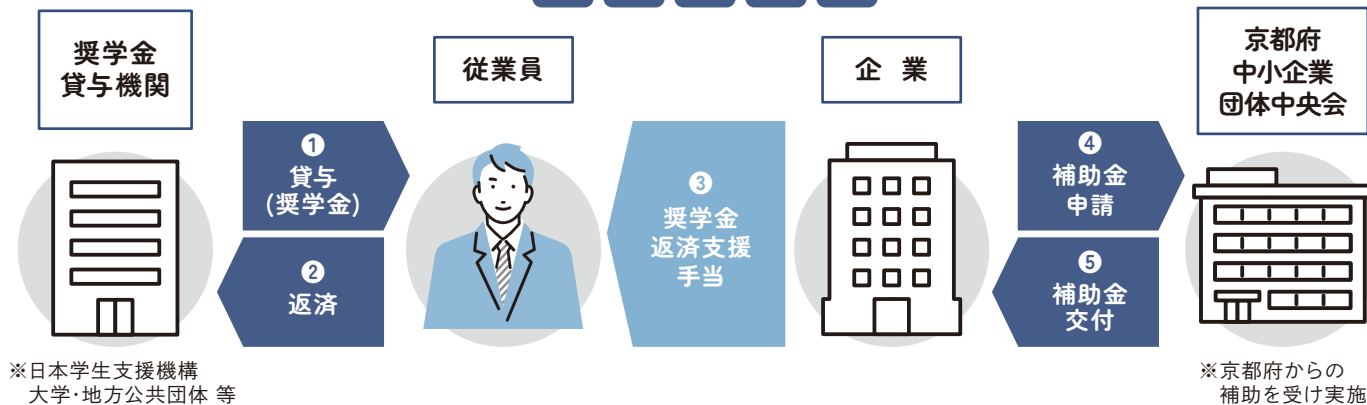 奨学金
貸与機関
従業員
企 業
京都府
中小企業
団体中央会
❶
貸与
(奨学金)
❷
返済
❸
奨学金
返済支援
手当
❹
補助金
申請
❺
補助金
交付
※日本学生支援機構
大学・地方公共団体 等
※京都府からの
補助を受け実施